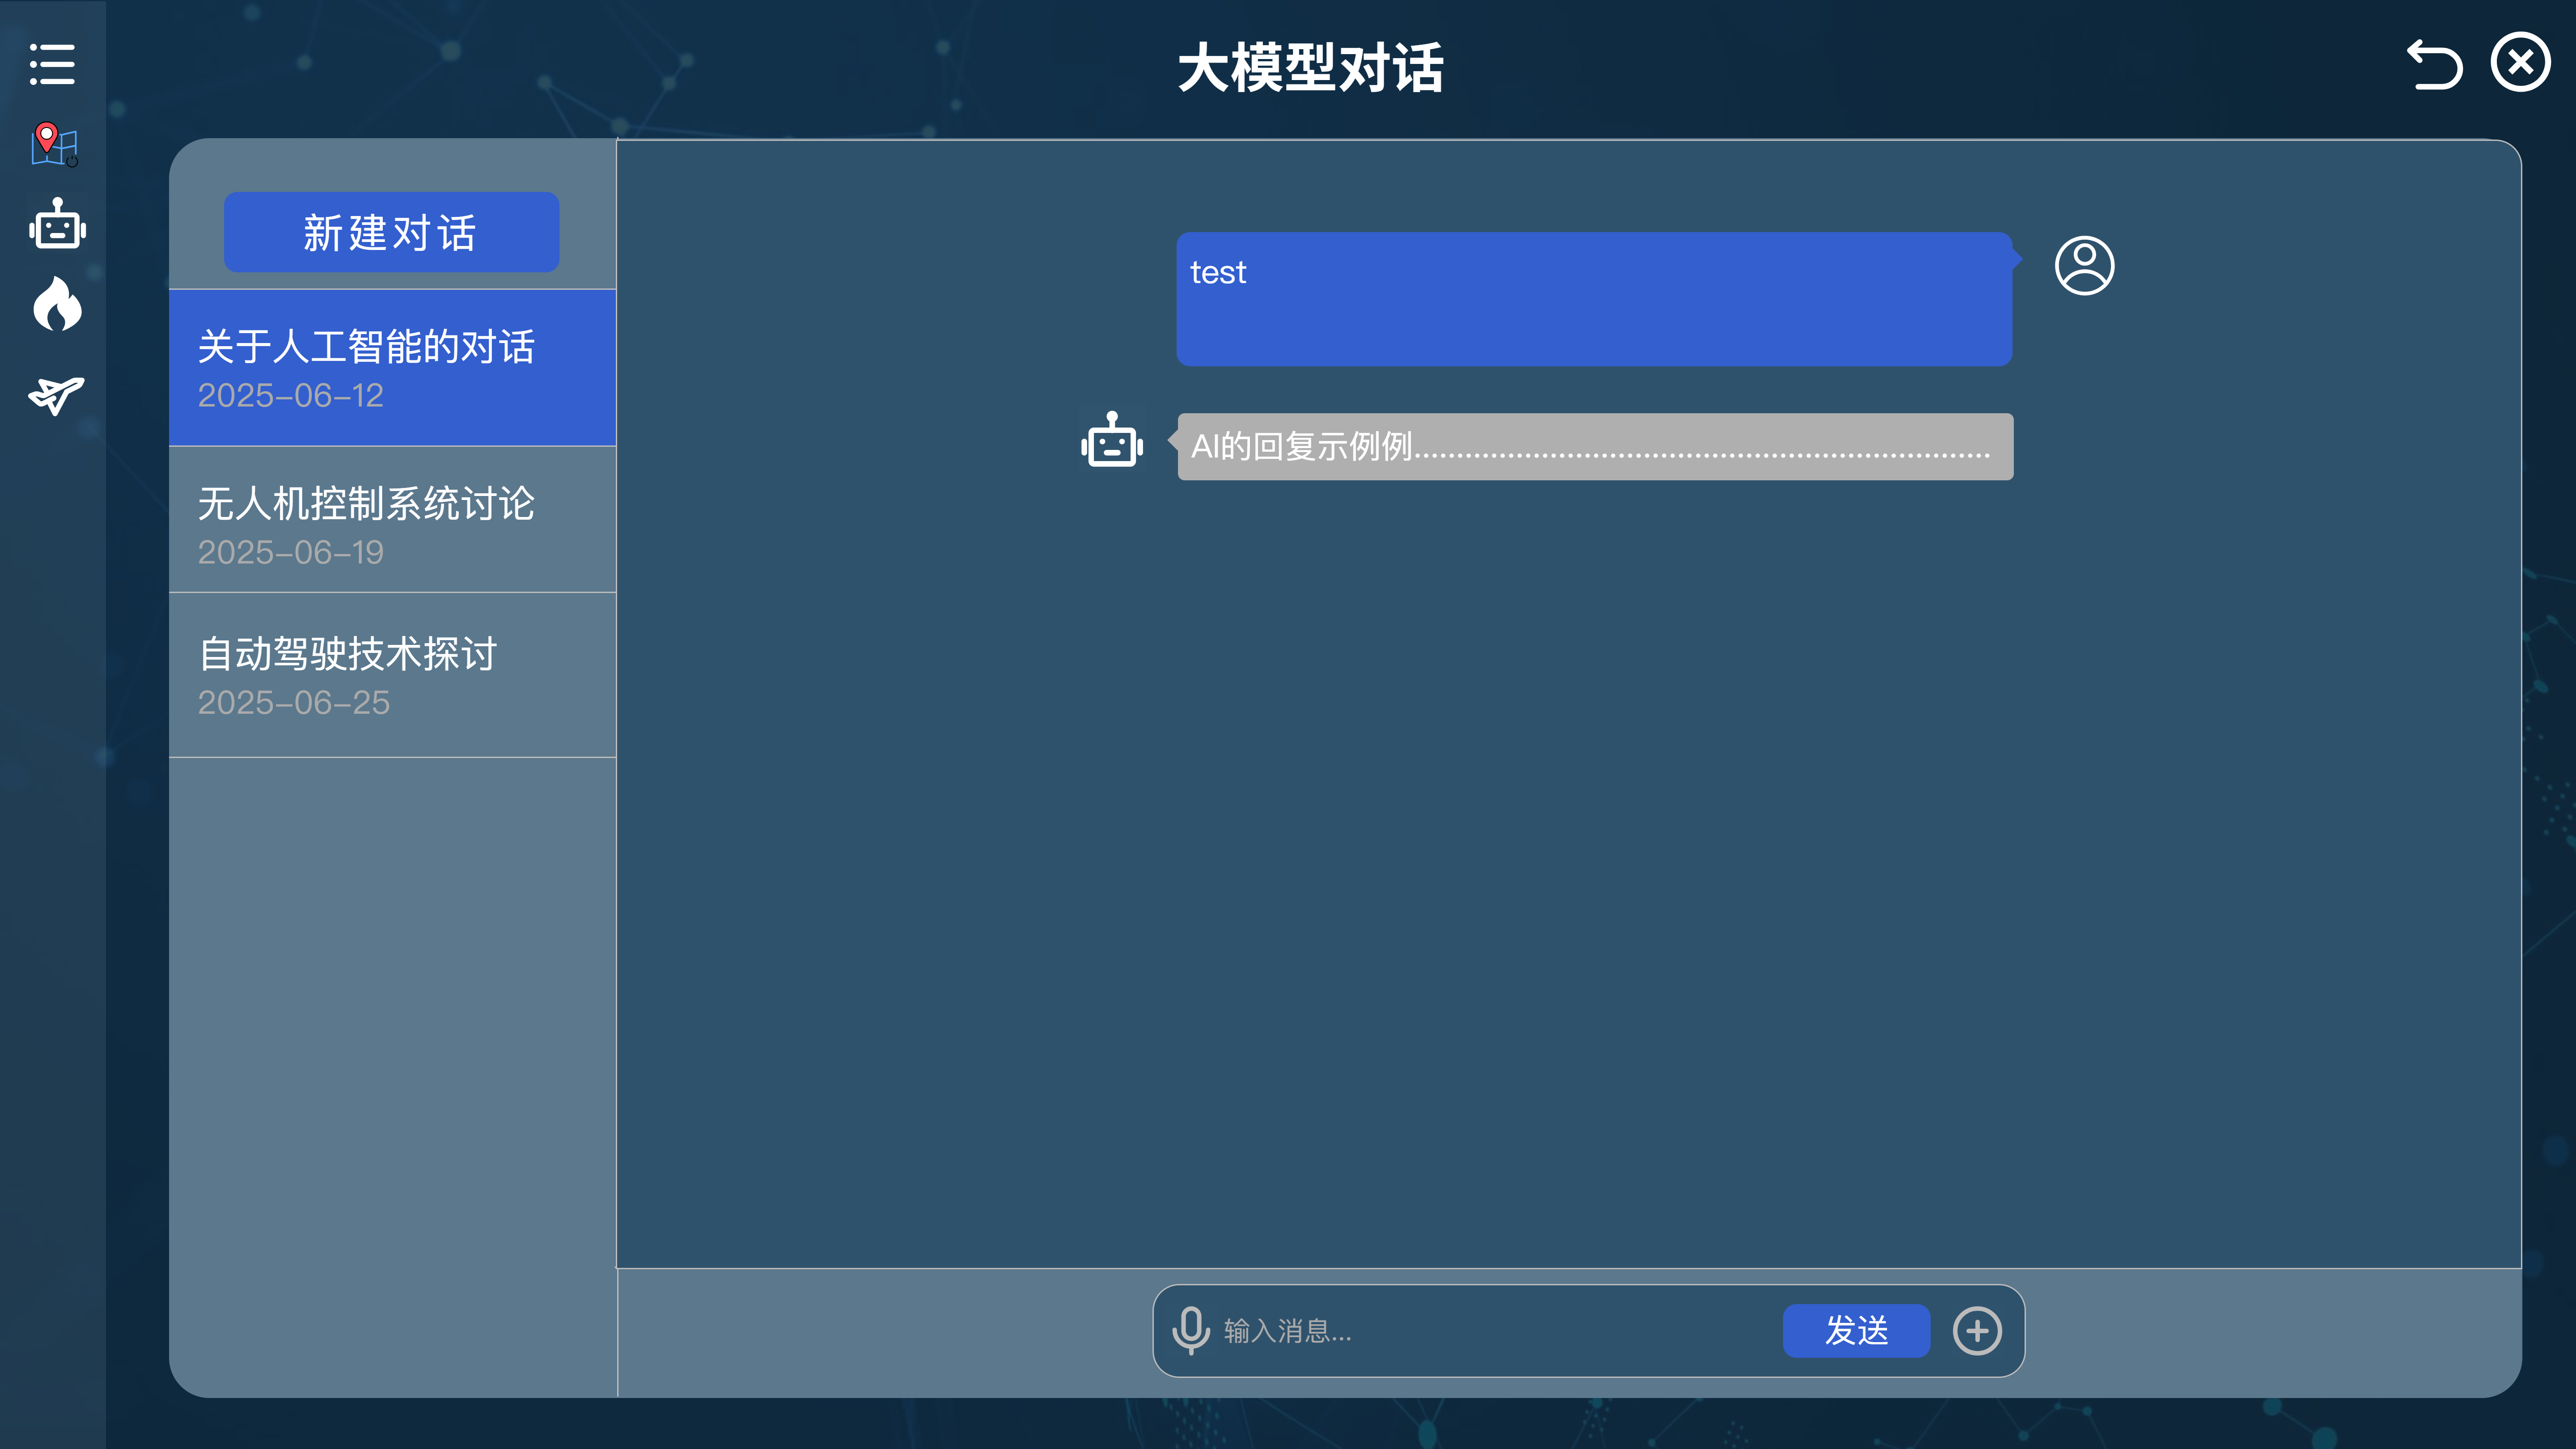 大模型对话
新建对话
关于人工智能的对话
2025-06-12
无人机控制系统讨论
2025-06-19
自动驾驶技术探讨
2025-06-25
test
AI的回复示例例....................................................................
输入消息...
发送